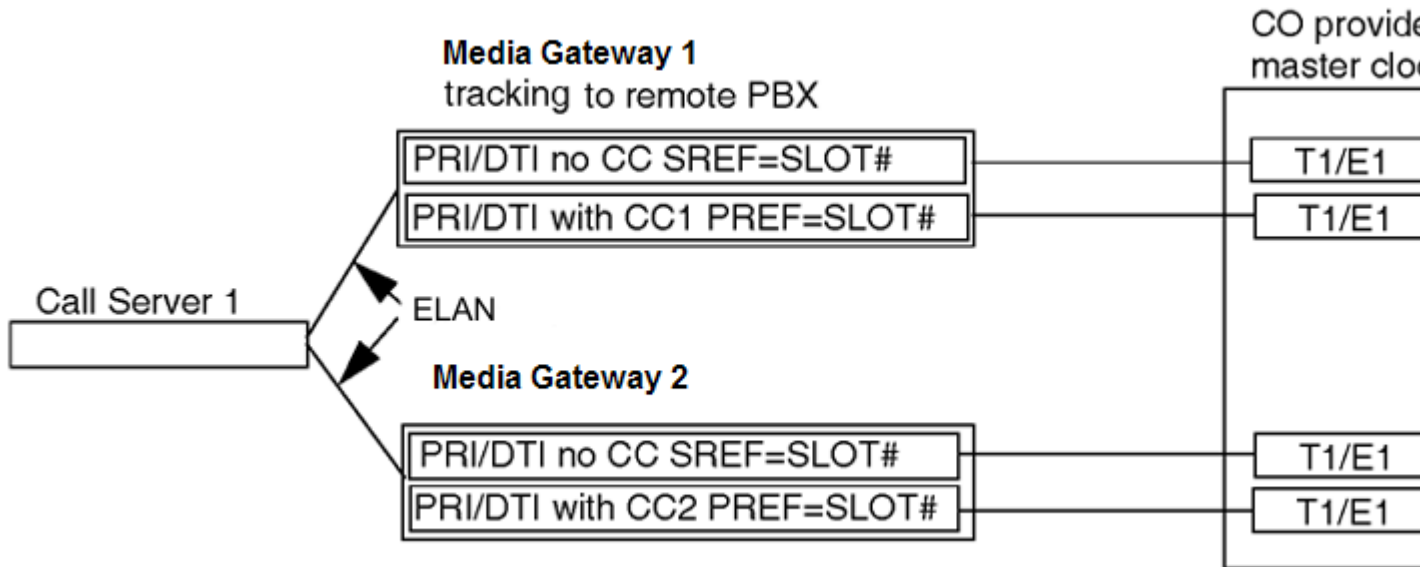 CO provide
master cloc
Media Gateway 1
tracking to remote PBX
PRI/DTI no CC SREF=SLOT#
T1/E1
PRI/DTI with CC1 PREF=SLOT#
T1/E1
Call Server 1
ELAN
Media Gateway 2
PRI/DTI no CC SREF=SLOT#
T1/E1
PRI/DTI with CC2 PREF=SLOT#
T1/E1